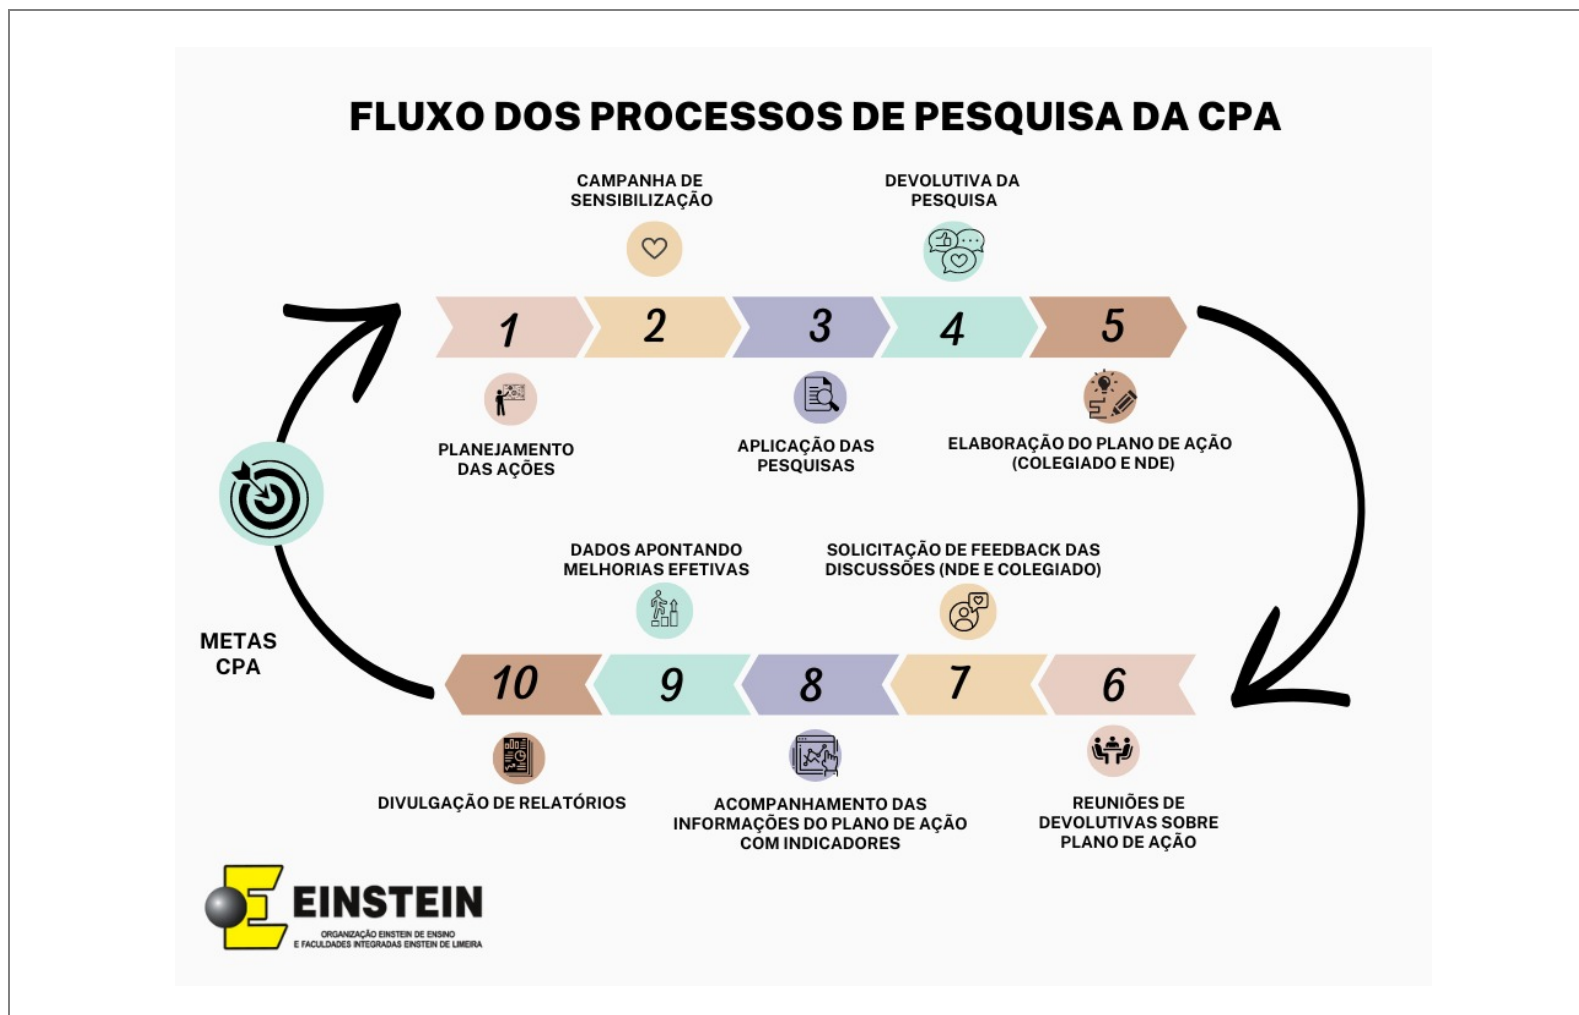 FLUXO DOS PROCESSOS DE PESQUISA DA CPA
CAMPANHA DE
SENSIBILIZAÇÃO
DEVOLUTIVA DA
PESQUISA
1
2
3
4
5
PLANEJAMENTO
DAS AÇÕES
APLICAÇÃO DAS
PESQUISAS
ELABORAÇÃO DO PLANO DE AÇÃO
(COLEGIADO E NDE)
METAS
CPA
DADOS APONTANDO
MELHORIAS EFETIVAS
SOLICITAÇÃO DE FEEDBACK DAS
DISCUSSÕES (NDE E COLEGIADO)
10
9
8
7
6
DIVULGAÇÃO DE RELATÓRIOS
ACOMPANHAMENTO DAS
INFORMAÇÕES DO PLANO DE AÇÃO
COM INDICADORES
REUNIÕES DE
DEVOLUTIVAS SOBRE
PLANO DE AÇÃO
E EINSTEIN
ORGANIZAÇÃO EINSTEIN DE ENSINO
E FACULDADES INTEGRADAS EINSTEIN DE LIMEIRA